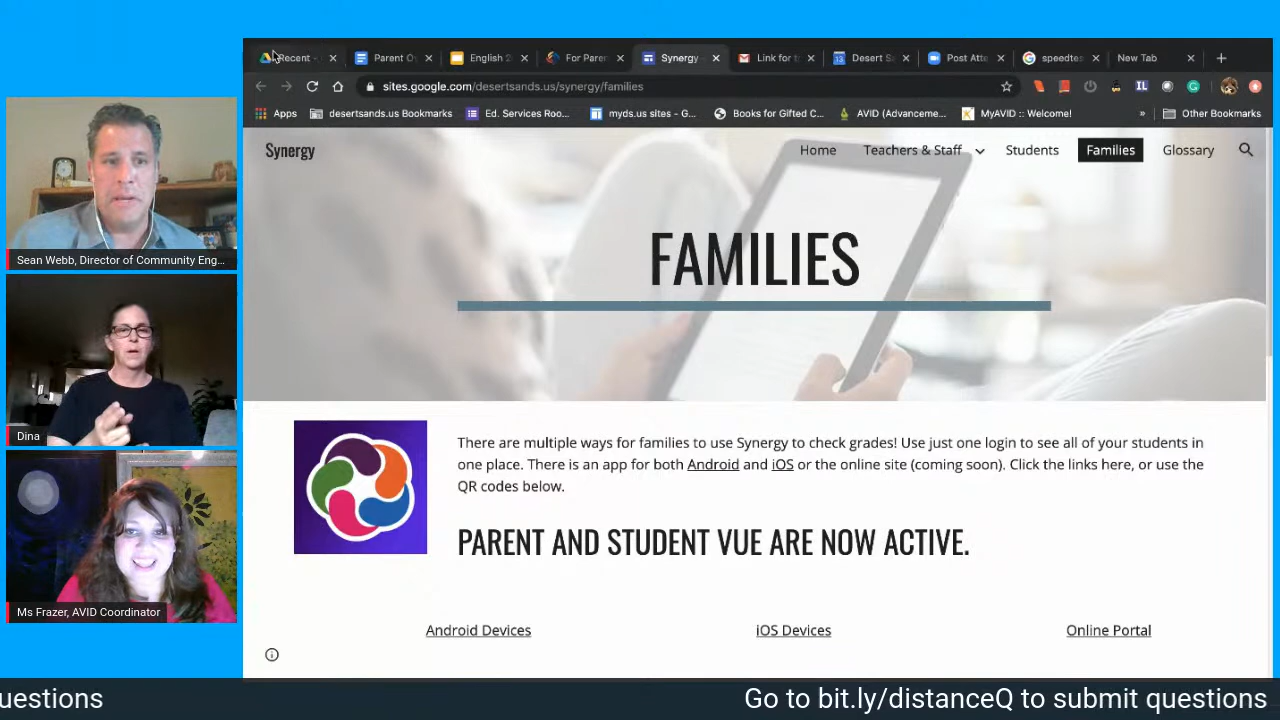 Recent -
Parent O
English 2
For Paren
Synergy
Link for t
Desert S
Post Atte
speedtes
New Tab
sites.google.com/desertsands.us/synergy/families
Apps
desertsands.us Bookmarks
Ed. Services Roo...
myds.us sites - G...
Books for Gifted C...
AVID (Advanceme...
MyAVID :: Welcome!
»
Other Bookmarks
Synergy
Home
Teachers & Staff
Students
Families
Glossary
FAMILIES
There are multiple ways for families to use Synergy to check grades! Use just one login to see all of your students in
one place. There is an app for both Android and iOS or the online site (coming soon). Click the links here, or use the
QR codes below.
PARENT AND STUDENT VUE ARE NOW ACTIVE.
Android Devices
iOS Devices
Online Portal
Sean Webb, Director of Community Eng...
Dina
Ms Frazer, AVID Coordinator
uestions
Go to bit.ly/distanceQ to submit questions